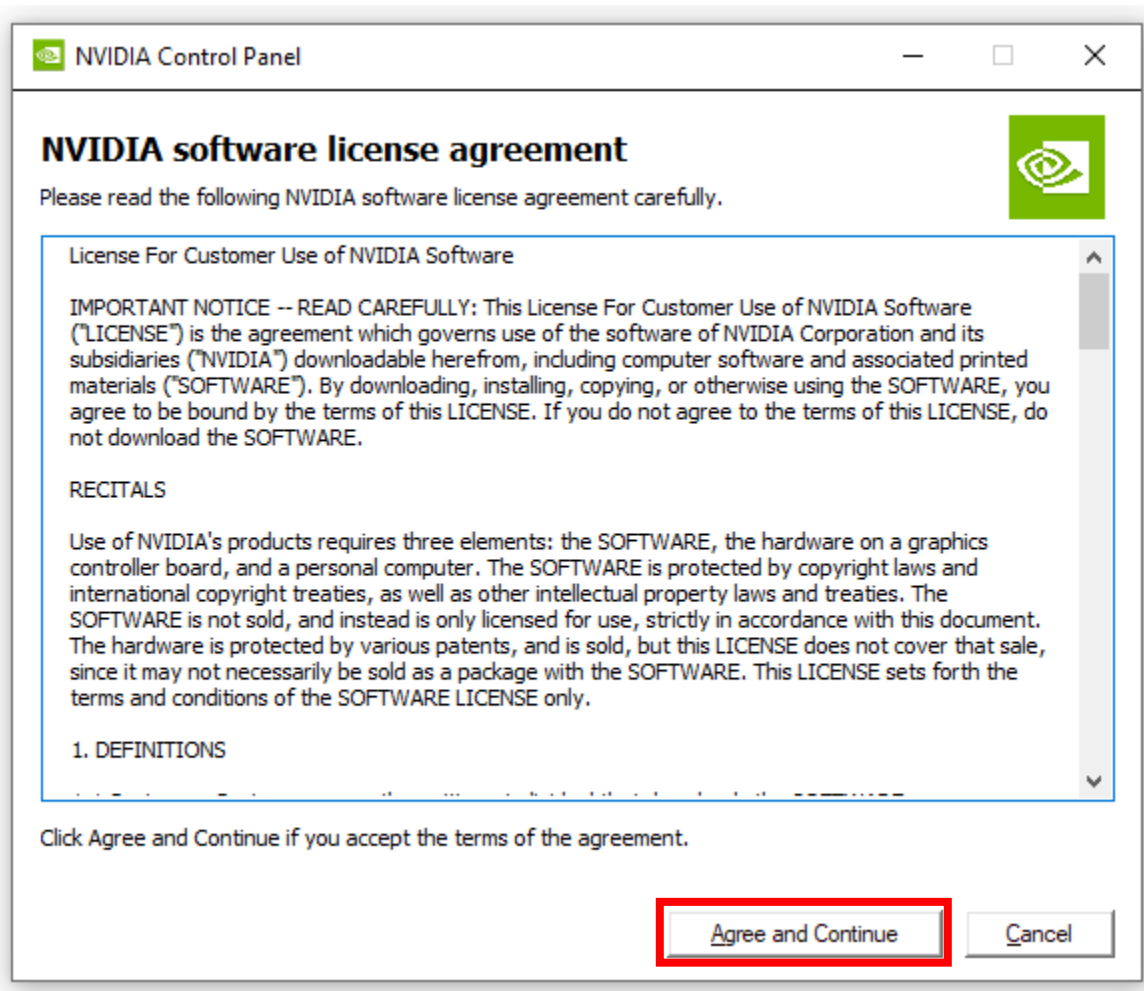 NVIDIA Control Panel
NVIDIA software license agreement
Please read the following NVIDIA software license agreement carefully.
License For Customer Use of NVIDIA Software
IMPORTANT NOTICE -- READ CAREFULLY: This License For Customer Use of NVIDIA Software
("LICENSE") is the agreement which governs use of the software of NVIDIA Corporation and its
subsidiaries ("NVIDIA") downloadable herefrom, including computer software and associated printed
materials ("SOFTWARE"). By downloading, installing, copying, or otherwise using the SOFTWARE, you
agree to be bound by the terms of this LICENSE. If you do not agree to the terms of this LICENSE, do
not download the SOFTWARE.
RECITALS
Use of NVIDIA's products requires three elements: the SOFTWARE, the hardware on a graphics
controller board, and a personal computer. The SOFTWARE is protected by copyright laws and
international copyright treaties, as well as other intellectual property laws and treaties. The
SOFTWARE is not sold, and instead is only licensed for use, strictly in accordance with this document.
The hardware is protected by various patents, and is sold, but this LICENSE does not cover that sale,
since it may not necessarily be sold as a package with the SOFTWARE. This LICENSE sets forth the
terms and conditions of the SOFTWARE LICENSE only.
1. DEFINITIONS
Click Agree and Continue if you accept the terms of the agreement.
Agree and Continue
Cancel